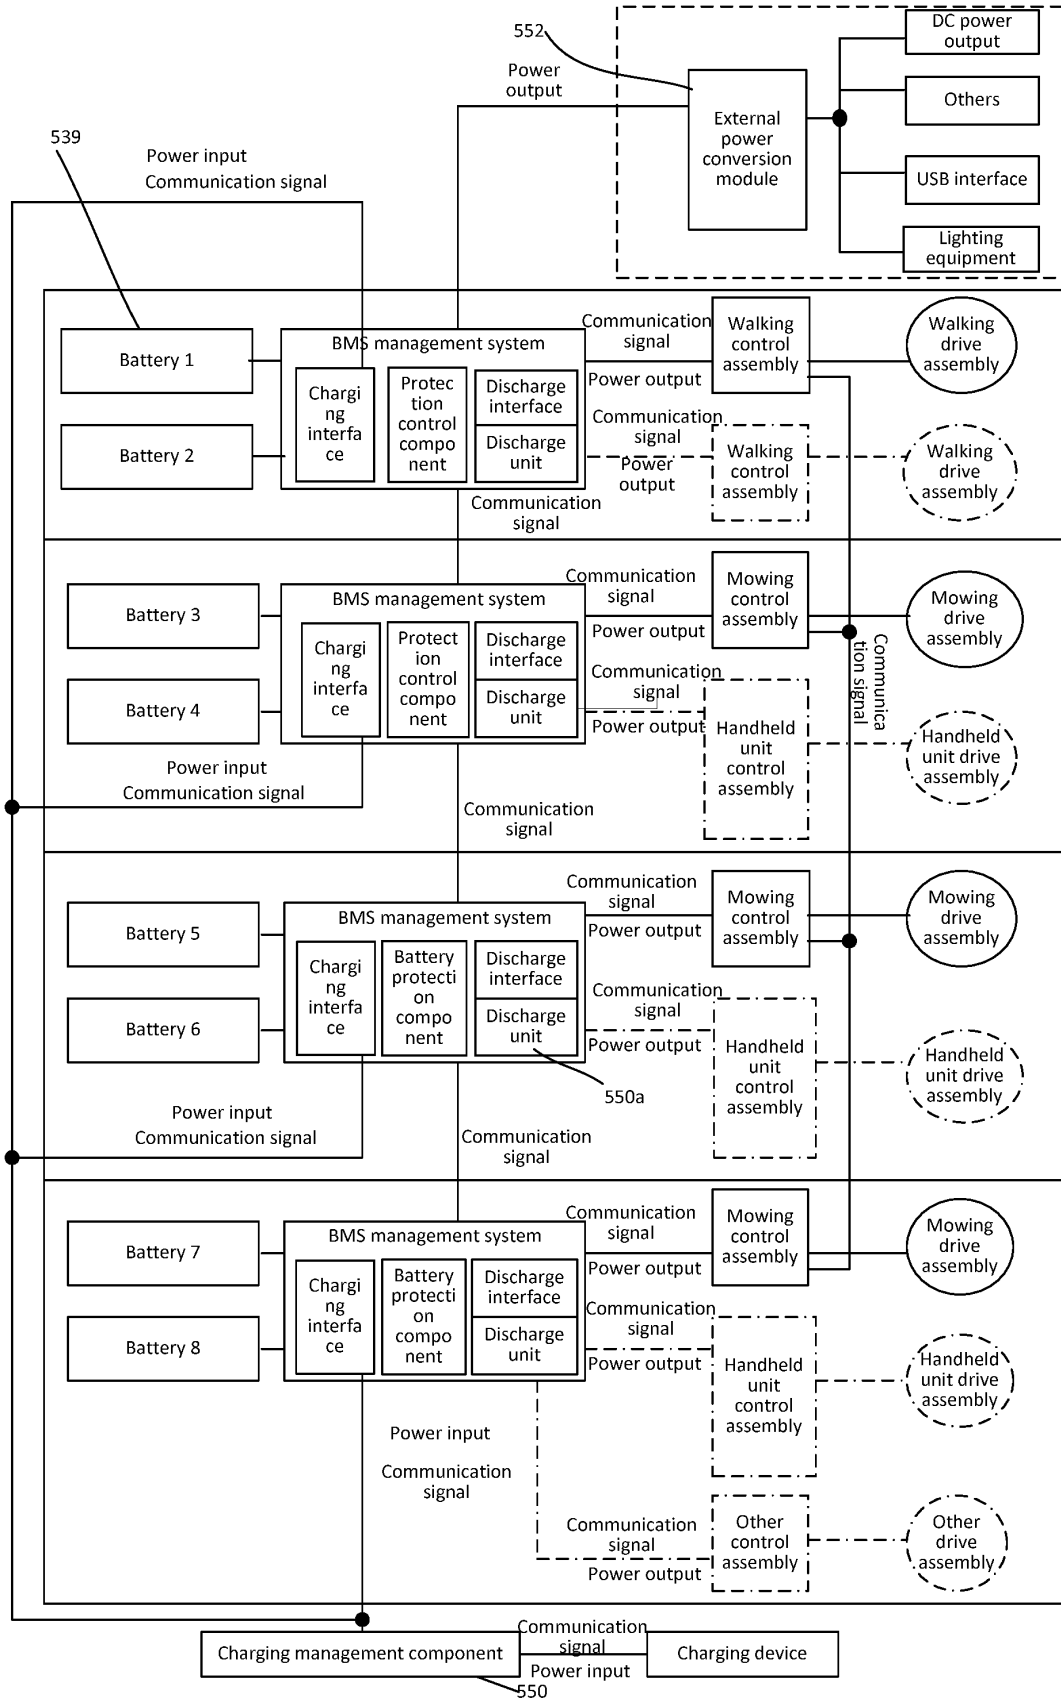 552
Power
output
External
power
conversion
module
DC power
output
Others
USB interface
Lighting
equipment
539
Power input
Communication signal
Battery 1
Battery 2
BMS management system
Chargi
ng
interfa
ce
Protec
tion
control
compo
nent
Discharge
interface
Discharge
unit
Communication
signal
Power output
Communication
signal
Power
output
Walking
control
assembly
Walking
drive
assembly
Walking
control
assembly
Walking
drive
assembly
Communication
signal
Battery 3
Battery 4
BMS management system
Chargi
ng
interfa
ce
Protect
ion
control
compo
nent
Discharge
interface
Discharge
unit
Communication
signal
Power output
Communication
signal
Power output
Mowing
control
assembly
Mowing
drive
assembly
Communica
tion signal
Handheld
unit
control
assembly
Handheld
unit drive
assembly
Power input
Communication signal
Communication
signal
Battery 5
Battery 6
BMS management system
Chargi
ng
interfa
ce
Battery
protecti
on
compo
nent
Discharge
interface
Discharge
unit
550a
Communication
signal
Power output
Communication
signal
Power output
Mowing
control
assembly
Mowing
drive
assembly
Handheld
unit
control
assembly
Handheld
unit drive
assembly
Power input
Communication signal
Communication
signal
Battery 7
Battery 8
BMS management system
Chargi
ng
interfa
ce
Battery
protecti
on
compo
nent
Discharge
interface
Discharge
unit
Communication
signal
Power output
Communication
signal
Power output
Mowing
control
assembly
Mowing
drive
assembly
Handheld
unit
control
assembly
Handheld
unit drive
assembly
Power input
Communication
signal
Communication
signal
Power output
Other
control
assembly
Other
drive
assembly
Charging management component
Communication
signal
Power input
Charging device
550